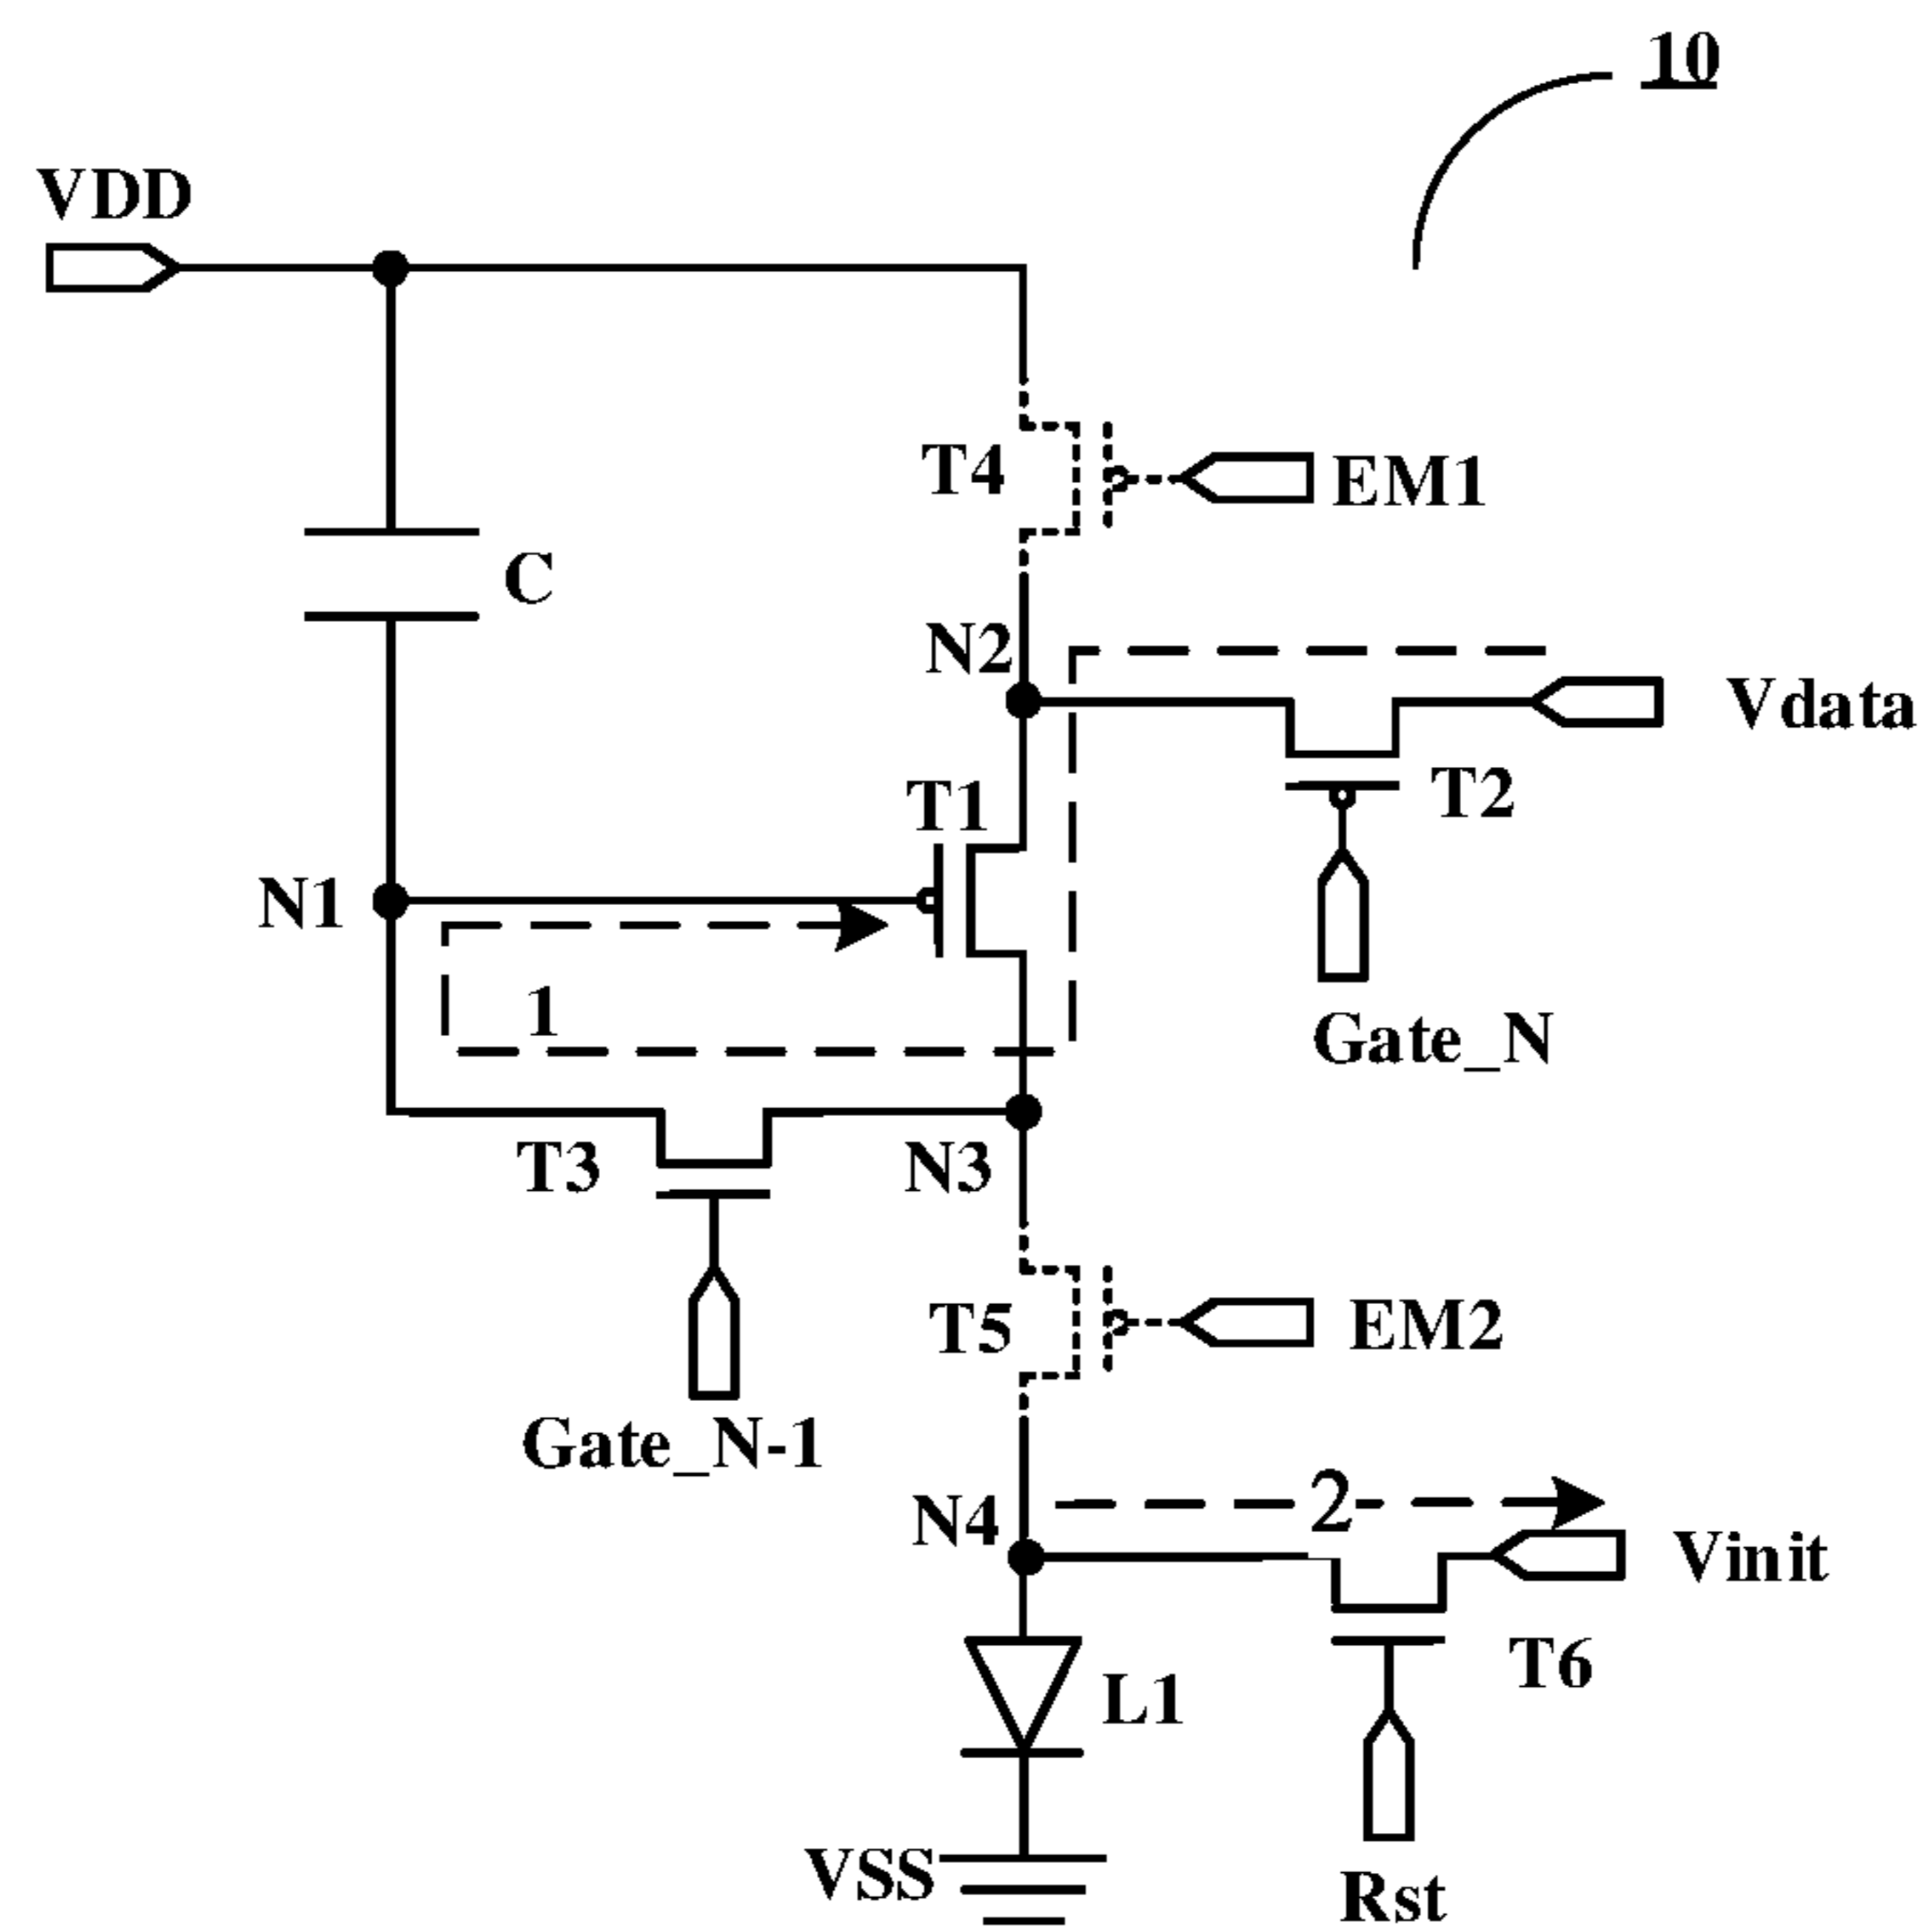 10
VDD
T4
EM1
C
N2
Vdata
T1
T2
N1
1
Gate_N
T3
N3
T5
EM2
Gate_N-1
N4
2
Vinit
L1
T6
VSS
Rst